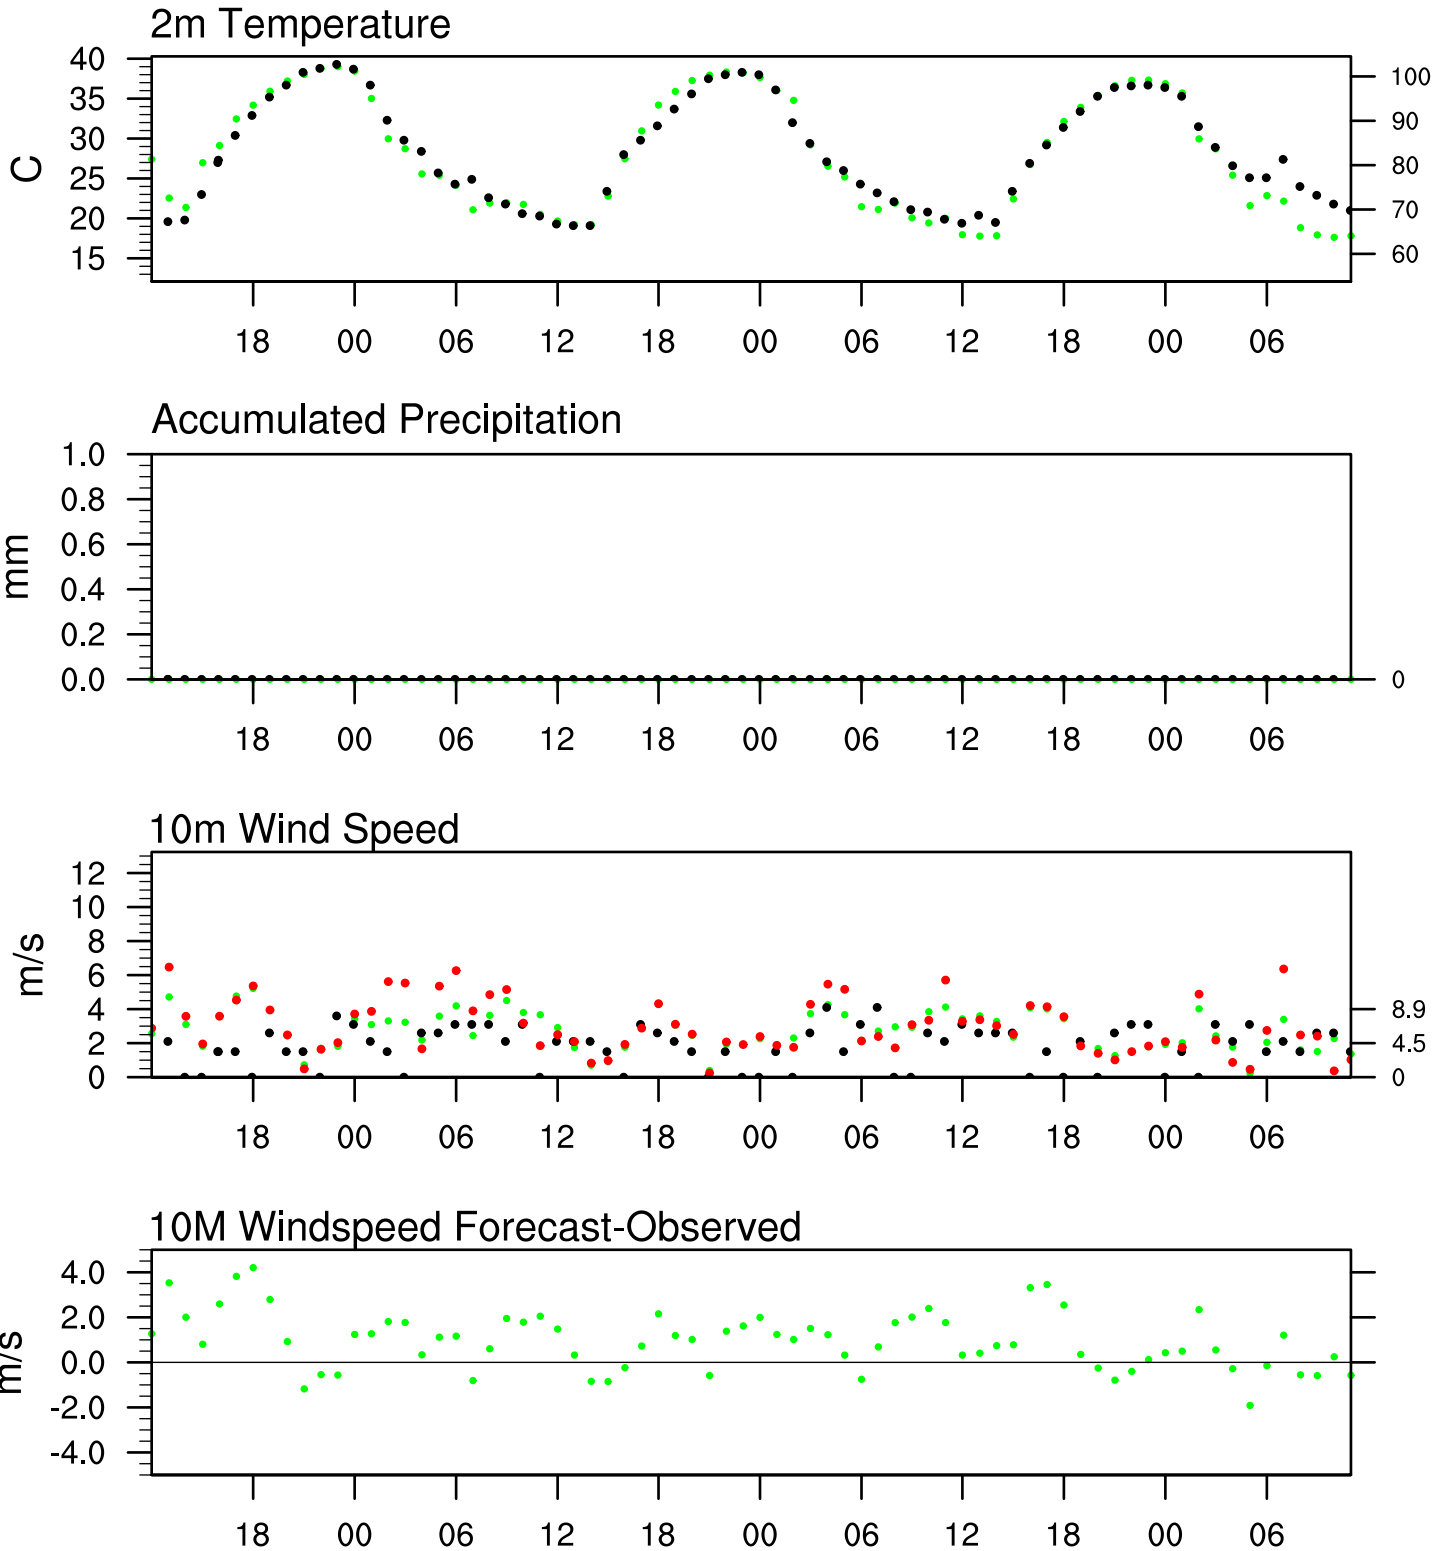 2m Temperature
40
35
30
25
20
15
C
100
90
80
70
60
18 00 06 12 18 00 06 12 18 00 06
Accumulated Precipitation
1.0
0.8
0.6
0.4
0.2
0.0
mm
0
18 00 06 12 18 00 06 12 18 00 06
10m Wind Speed
12
10
8
6
4
2
0
m/s
8.9
4.5
0
18 00 06 12 18 00 06 12 18 00 06
10M Windspeed Forecast-Observed
4.0
2.0
0.0
-2.0
-4.0
m/s
18 00 06 12 18 00 06 12 18 00 06